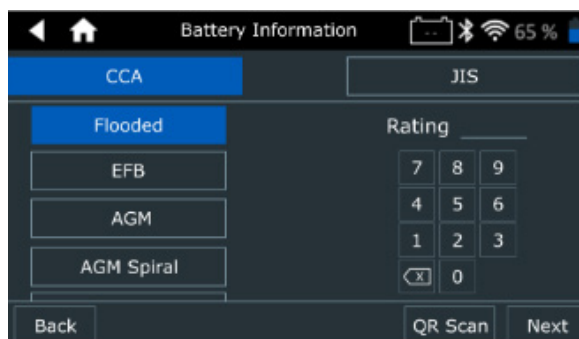 Battery Information -- 65 %
CCA JIS
Flooded Rating ____
EFB 7 8 9
AGM 4 5 6
1 2 3
AGM Spiral X 0
Back QR Scan Next